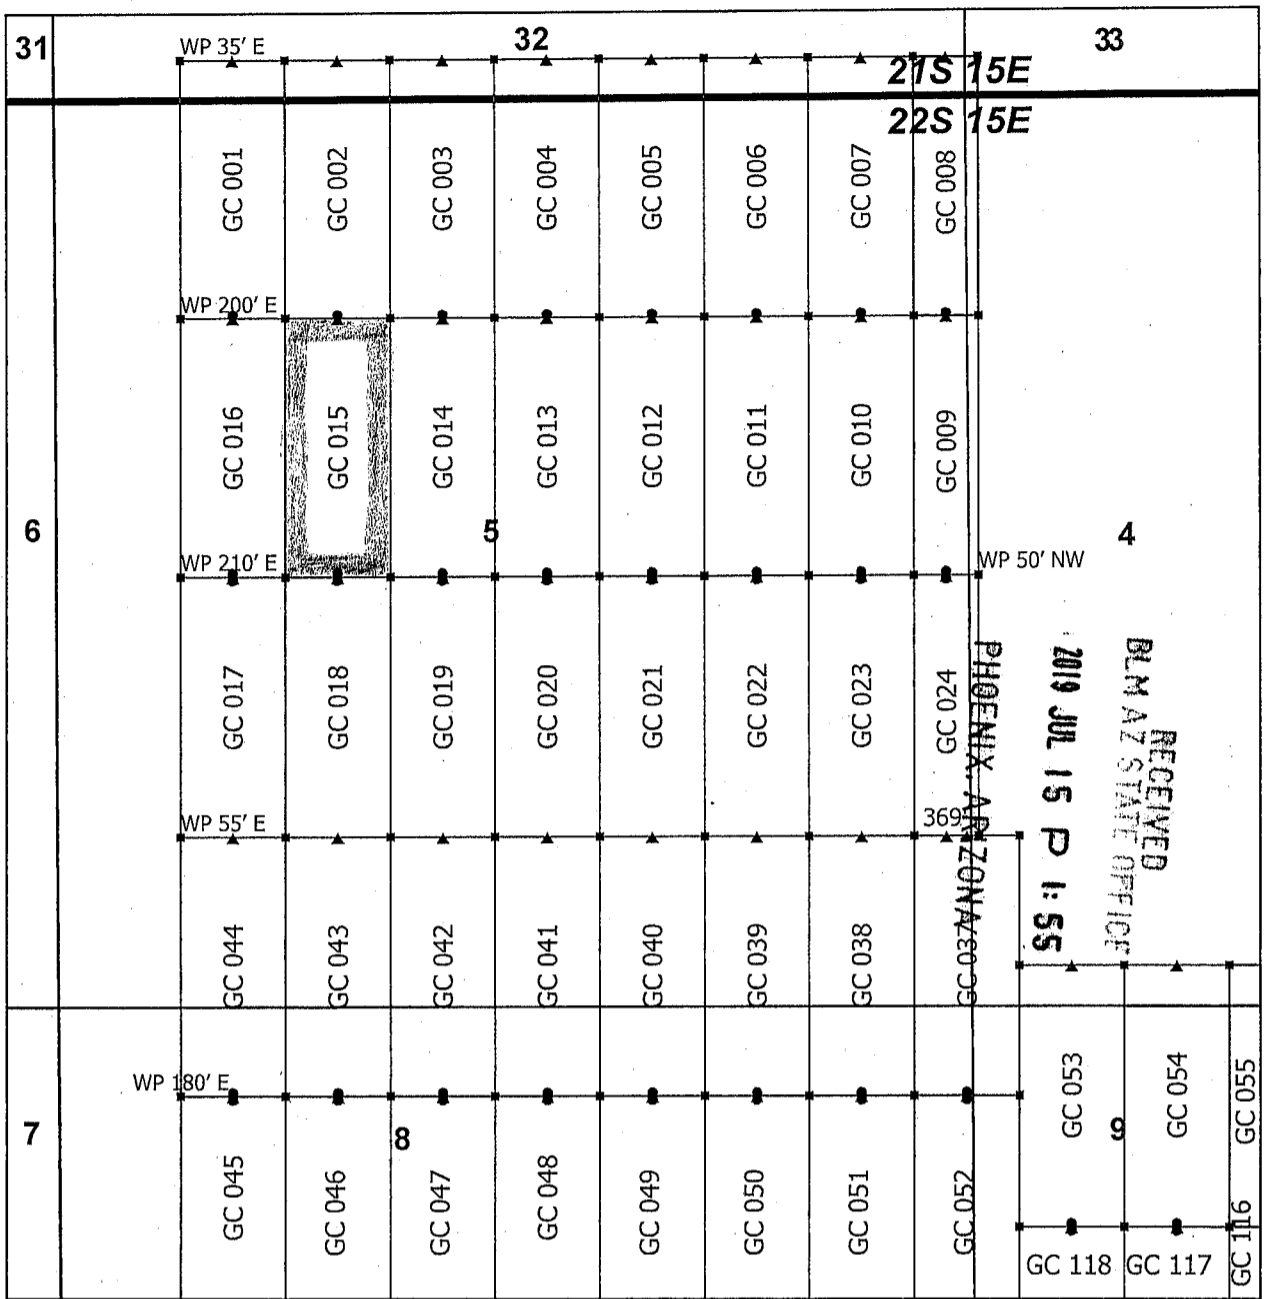 31
32
33
WP 35' E
21S 15E
22S 15E
GC 001
GC 002
GC 003
GC 004
GC 005
GC 006
GC 007
GC 008
WP 200' E
GC 016
GC 015
GC 014
GC 013
GC 012
GC 011
GC 010
GC 009
6
5
4
WP 210' E
WP 50' NW
GC 017
GC 018
GC 019
GC 020
GC 021
GC 022
GC 023
GC 024
RECEIVED
BLM AZ STATE OFFICE
2019 JUL 15 P 1:55
PHOENIX, ARIZONA
WP 55' E
369'
GC 044
GC 043
GC 042
GC 041
GC 040
GC 039
GC 038
GC 037
WP 180' E
GC 053
GC 054
GC 055
7
8
9
GC 045
GC 046
GC 047
GC 048
GC 049
GC 050
GC 051
GC 052
GC 118
GC 117
GC 116